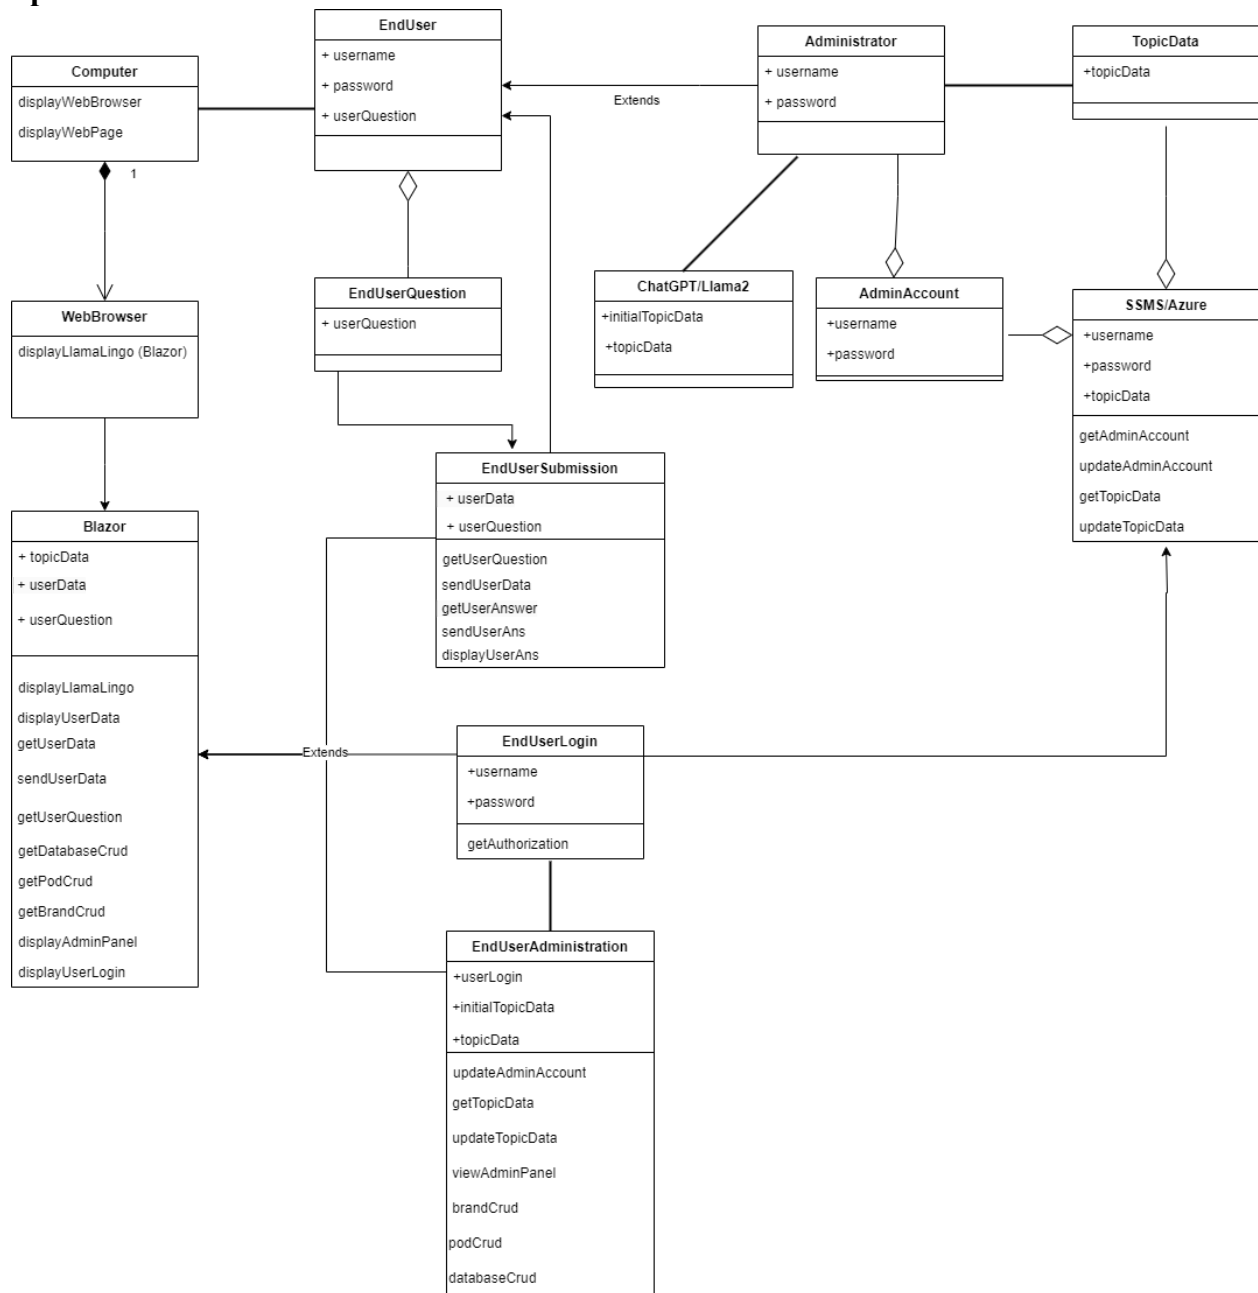 EndUser
+ username
+ password
+ userQuestion
Administrator
+ username
+ password
TopicData
+topicData
Computer
displayWebBrowser
displayWebPage
Extends
1
EndUserQuestion
+ userQuestion
ChatGPT/Llama2
+initialTopicData
+topicData
AdminAccount
+username
+password
SSMS/Azure
+username
+password
+topicData
getAdminAccount
updateAdminAccount
getTopicData
updateTopicData
WebBrowser
displayLlamaLingo (Blazor)
EndUserSubmission
+ userData
+ userQuestion
getUserQuestion
sendUserData
getUserAnswer
sendUserAns
displayUserAns
Blazor
+ topicData
+ userData
+ userQuestion
displayLlamaLingo
displayUserData
getUserData
sendUserData
getUserQuestion
getDatabaseCrud
getPodCrud
getBrandCrud
displayAdminPanel
displayUserLogin
Extends
EndUserLogin
+username
+password
getAuthorization
EndUserAdministration
+userLogin
+initialTopicData
+topicData
updateAdminAccount
getTopicData
updateTopicData
viewAdminPanel
brandCrud
podCrud
databaseCrud